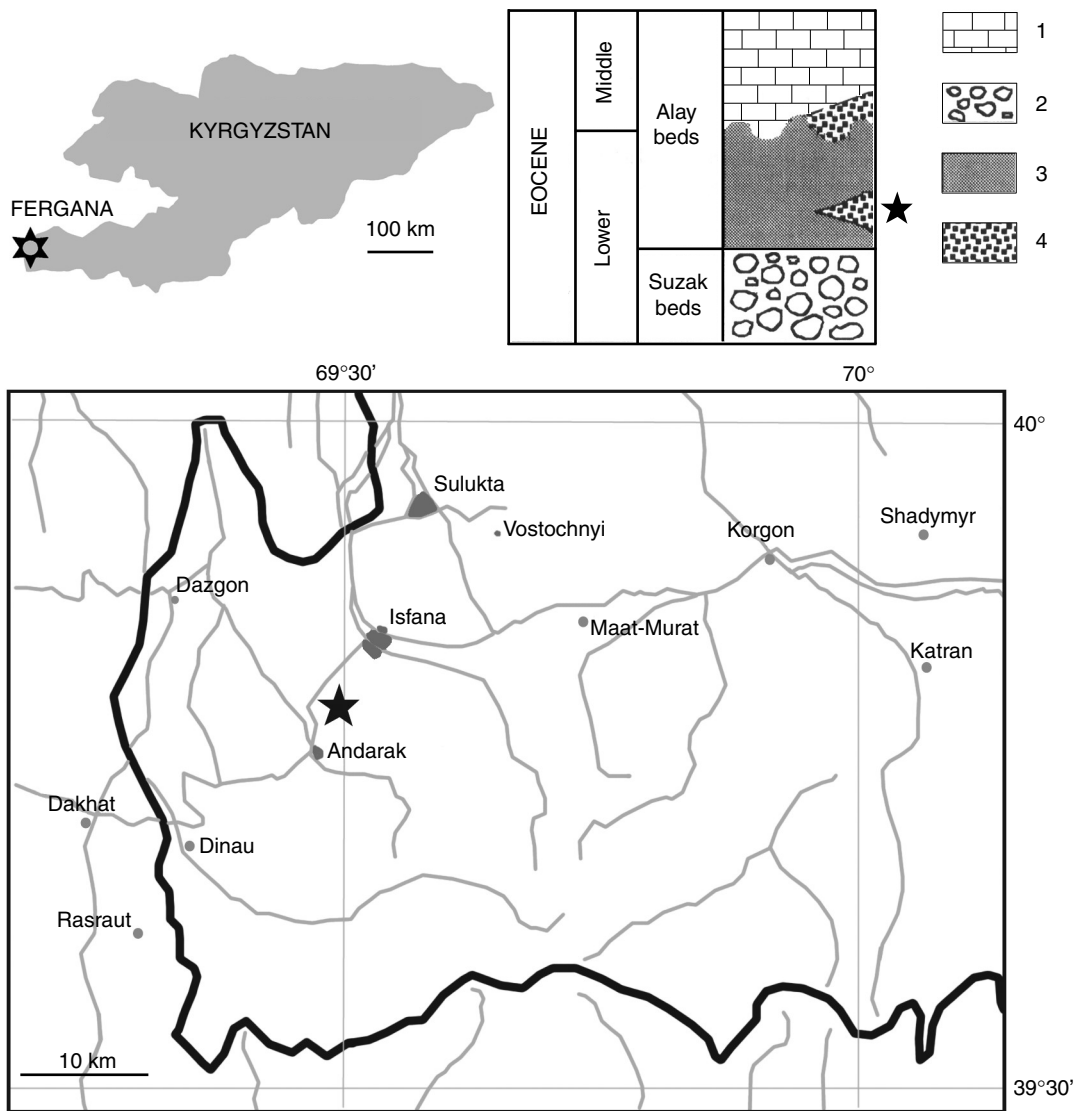 KYRGYZSTAN
FERGANA
100 km
EOCENE
Middle
Lower
Alay
beds
Suzak
beds
1
2
3
4
69°30'
70°
40°
Sulukta
Vostochnyi
Korgon
Shadymyr
Dazgon
Isfana
Maat-Murat
Katran
Andarak
Dakhat
Dinau
Rasraut
10 km
39°30'